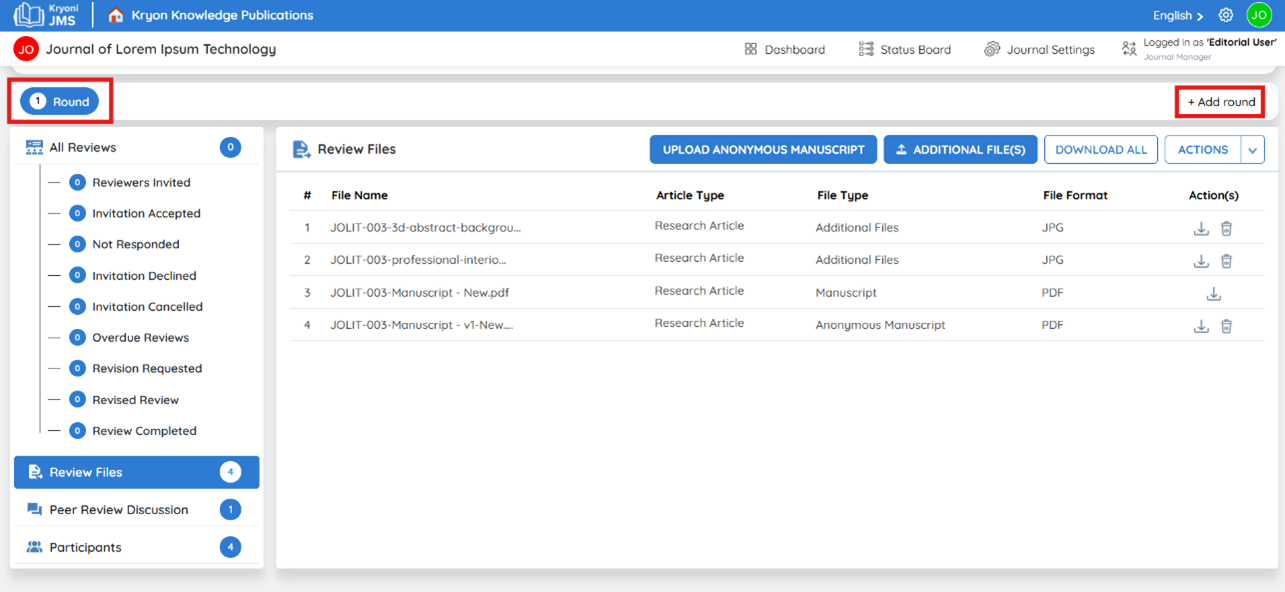 Kryoni JMS
Kryon Knowledge Publications
English >
JO
JO
Journal of Lorem Ipsum Technology
Dashboard
Status Board
Journal Settings
Logged in as 'Editorial User'
Journal Manager
1 Round
+ Add round
All Reviews 0
0 Reviewers Invited
0 Invitation Accepted
0 Not Responded
0 Invitation Declined
0 Invitation Cancelled
0 Overdue Reviews
0 Revision Requested
0 Revised Review
0 Review Completed
Review Files 4
Peer Review Discussion 1
Participants 4
Review Files
UPLOAD ANONYMOUS MANUSCRIPT
ADDITIONAL FILE(S)
DOWNLOAD ALL
ACTIONS
# File Name Article Type File Type File Format Action(s)
1 JOLIT-003-3d-abstract-backgrou... Research Article Additional Files JPG
2 JOLIT-003-professional-interio... Research Article Additional Files JPG
3 JOLIT-003-Manuscript - New.pdf Research Article Manuscript PDF
4 JOLIT-003-Manuscript - v1-New.... Research Article Anonymous Manuscript PDF